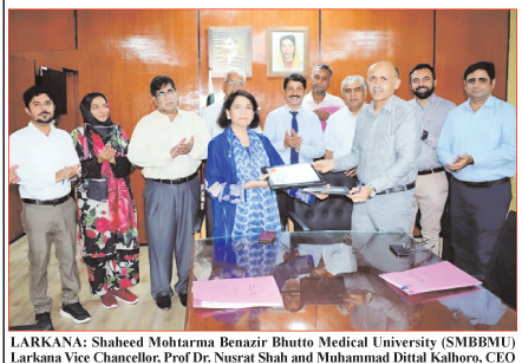 LARKANA: Shaheed Mohtarma Benazir Bhutto Medical University (SMBBMU)
Larkana Vice Chancellor, Prof Dr. Nusrat Shah and Muhammad Dittal Kalhoro, CEO